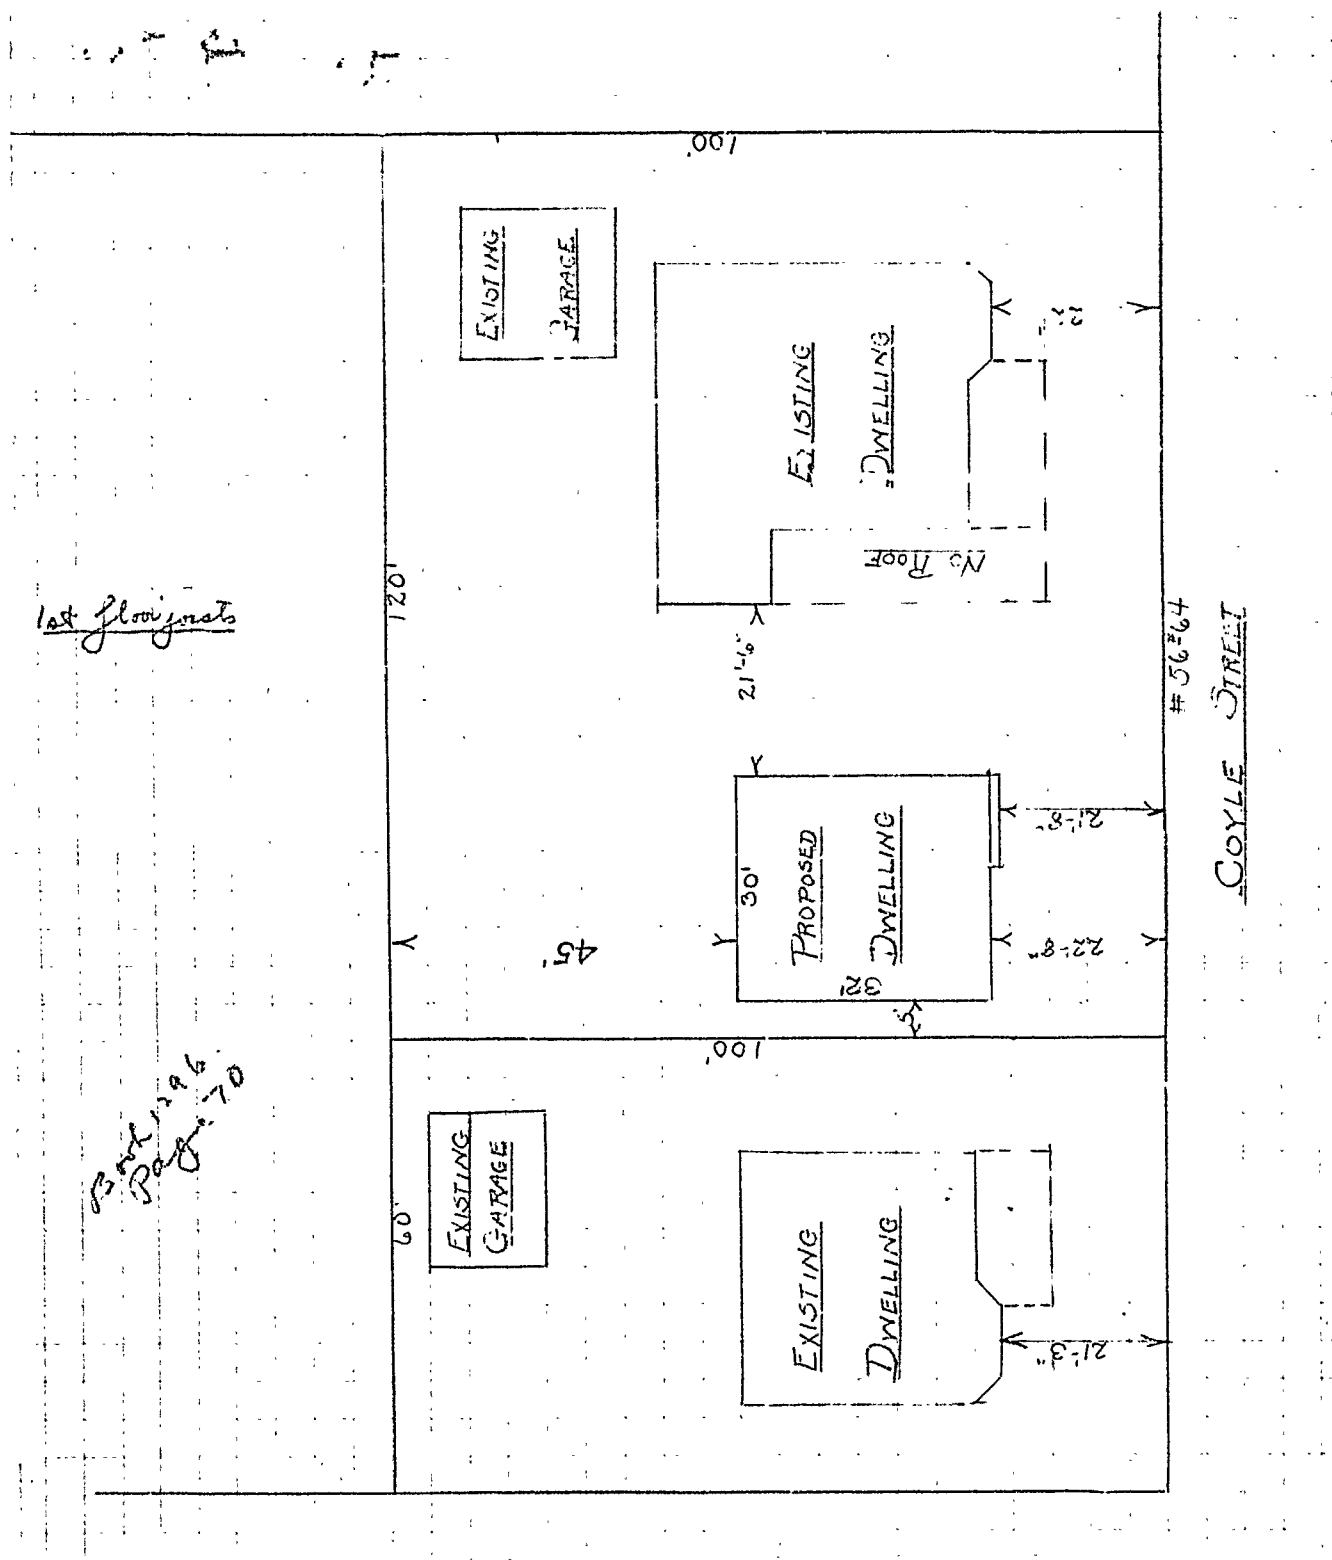 100'
EXISTING
GARAGE
EXISTING
DWELLING
22'
NO ROOF
120'
1st floor joists
21'-6"
#56-64
COYLE STREET
30'
PROPOSED
DWELLING
32'
21'-8"
22'-8"
45'
5'
100'
Book 1296
Page 70
60'
EXISTING
GARAGE
EXISTING
DWELLING
21'-3"